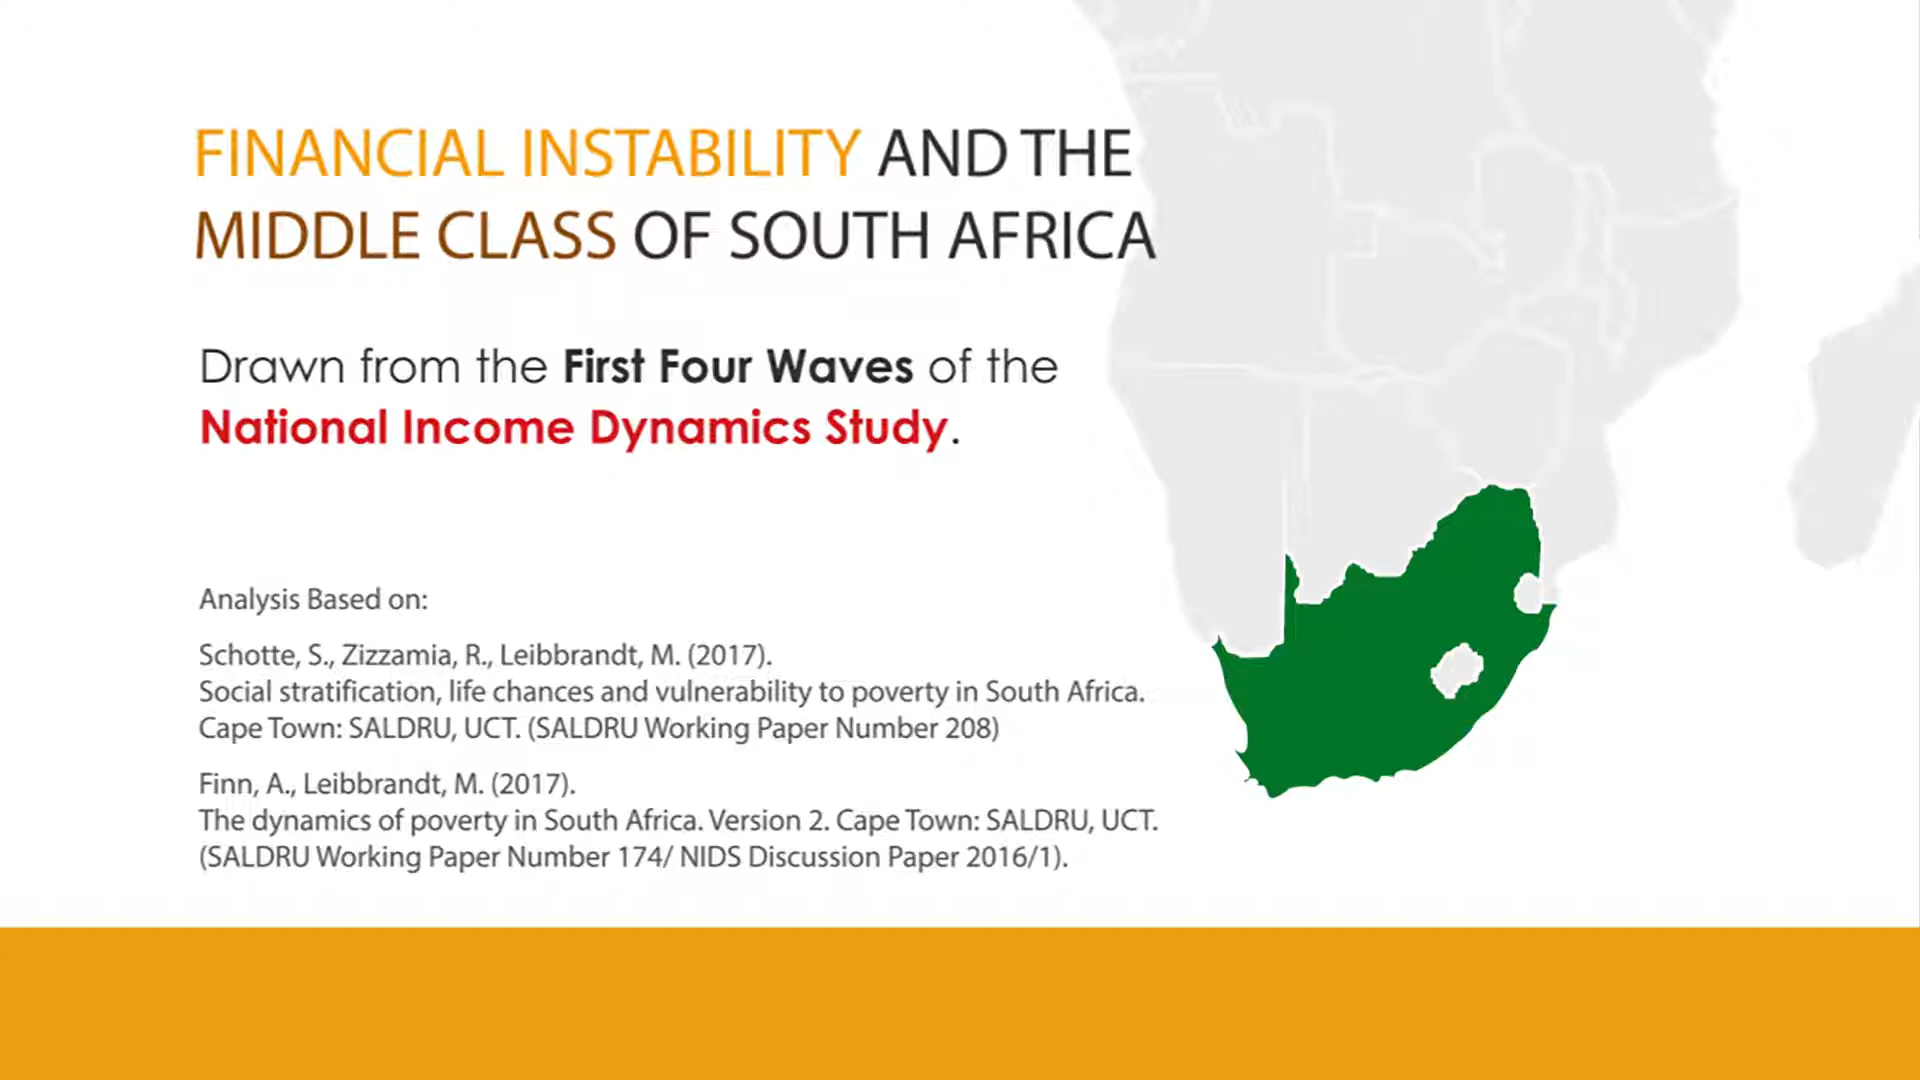 FINANCIAL INSTABILITY AND THE
MIDDLE CLASS OF SOUTH AFRICA
Drawn from the First Four Waves of the
National Income Dynamics Study.
Analysis Based on:
Schotte, S., Zizzamia, R., Leibbrandt, M. (2017).
Social stratification, life chances and vulnerability to poverty in South Africa.
Cape Town: SALDRU, UCT. (SALDRU Working Paper Number 208)
Finn, A., Leibbrandt, M. (2017).
The dynamics of poverty in South Africa. Version 2. Cape Town: SALDRU, UCT.
(SALDRU Working Paper Number 174/ NIDS Discussion Paper 2016/1).